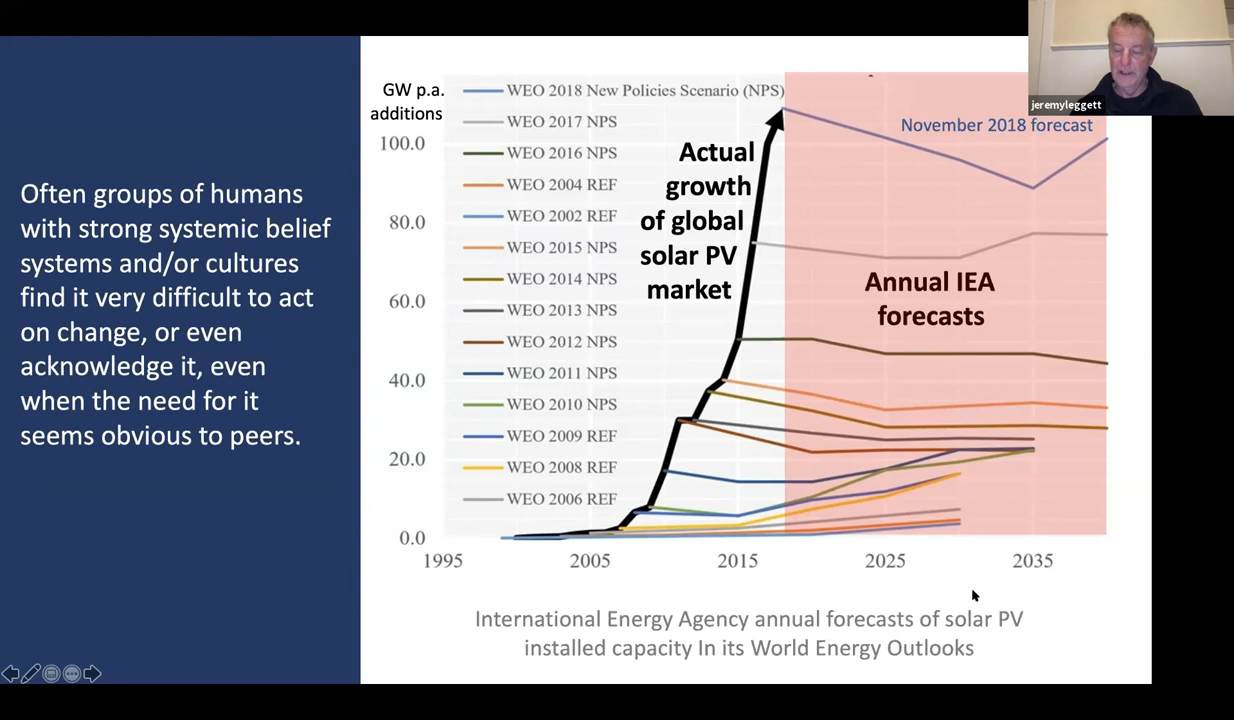 Often groups of humans
with strong systemic belief
systems and/or cultures
find it very difficult to act
on change, or even
acknowledge it, even
when the need for it
seems obvious to peers.
GW p.a.
additions
100.0
80.0
60.0
40.0
20.0
0.0
WEO 2018 New Policies Scenario (NPS)
WEO 2017 NPS
WEO 2016 NPS
WEO 2004 REF
WEO 2002 REF
WEO 2015 NPS
WEO 2014 NPS
WEO 2013 NPS
WEO 2012 NPS
WEO 2011 NPS
WEO 2010 NPS
WEO 2009 REF
WEO 2008 REF
WEO 2006 REF
Actual
growth
of global
solar PV
market
November 2018 forecast
Annual IEA
forecasts
1995
2005
2015
2025
2035
International Energy Agency annual forecasts of solar PV
installed capacity In its World Energy Outlooks
jeremyleggett